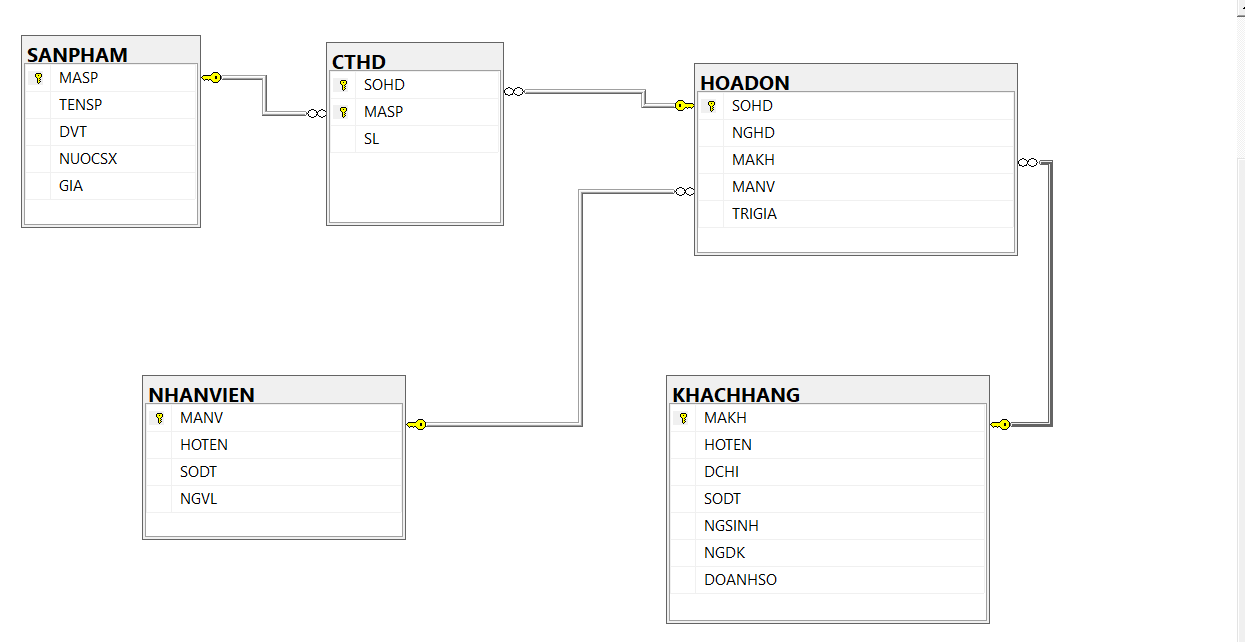 SANPHAM
MASP
TENSP
DVT
NUOCSX
GIA
CTHD
SOHD
MASP
SL
HOADON
SOHD
NGHD
MAKH
MANV
TRIGIA
NHANVIEN
MANV
HOTEN
SODT
NGVL
KHACHHANG
MAKH
HOTEN
DCHI
SODT
NGSINH
NGDK
DOANHSO